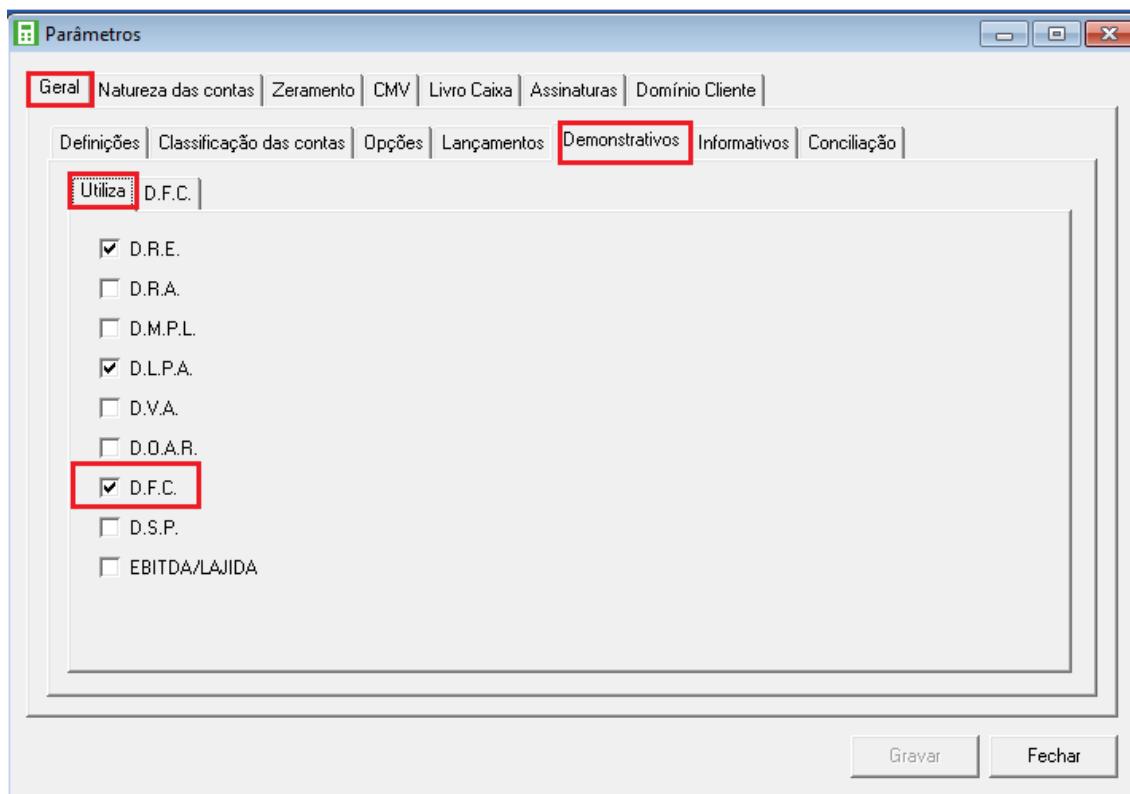 Parâmetros
Geral Natureza das contas Zeramento CMV Livro Caixa Assinaturas Domínio Cliente
Definições Classificação das contas Opções Lançamentos Demonstrativos Informativos Conciliação
Utiliza D.F.C.
D.R.E.
D.R.A.
D.M.P.L.
D.L.P.A.
D.V.A.
D.O.A.R.
D.F.C.
D.S.P.
EBITDA/LAJIDA
Gravar Fechar